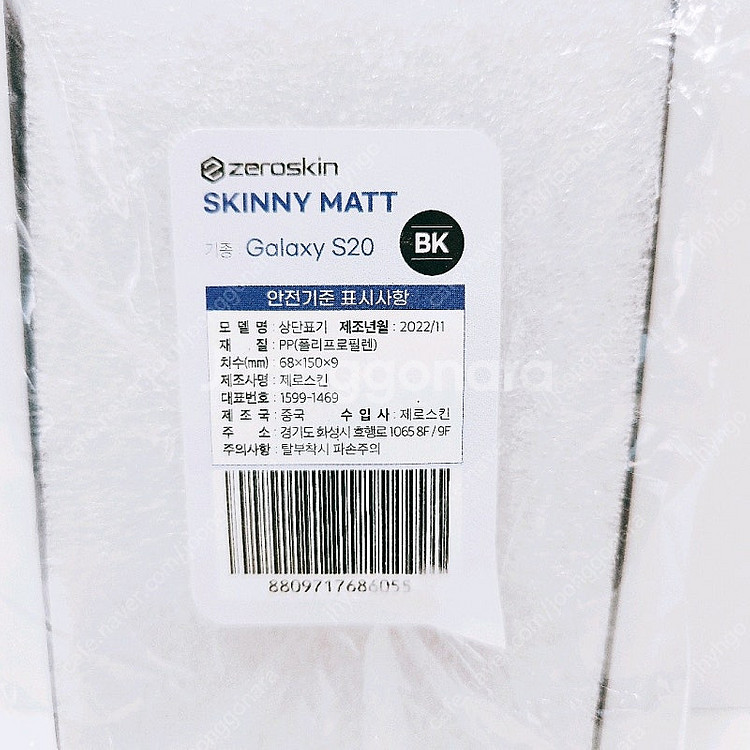 zeroskin
SKINNY MATT
기종 Galaxy S20 BK
안전기준 표시사항
모 델 명 : 상단표기 제조년월 : 2022/11
재 질 : PP(폴리프로필렌)
치수(mm) : 68×150×9
제조사명 : 제로스킨
대표번호 : 1599-1469
제 조 국 : 중국 수 입 사 : 제로스킨
주 소 : 경기도 화성시 효행로 1065 8F / 9F
주의사항 : 탈부착시 파손주의
8809717686055
joonggonara